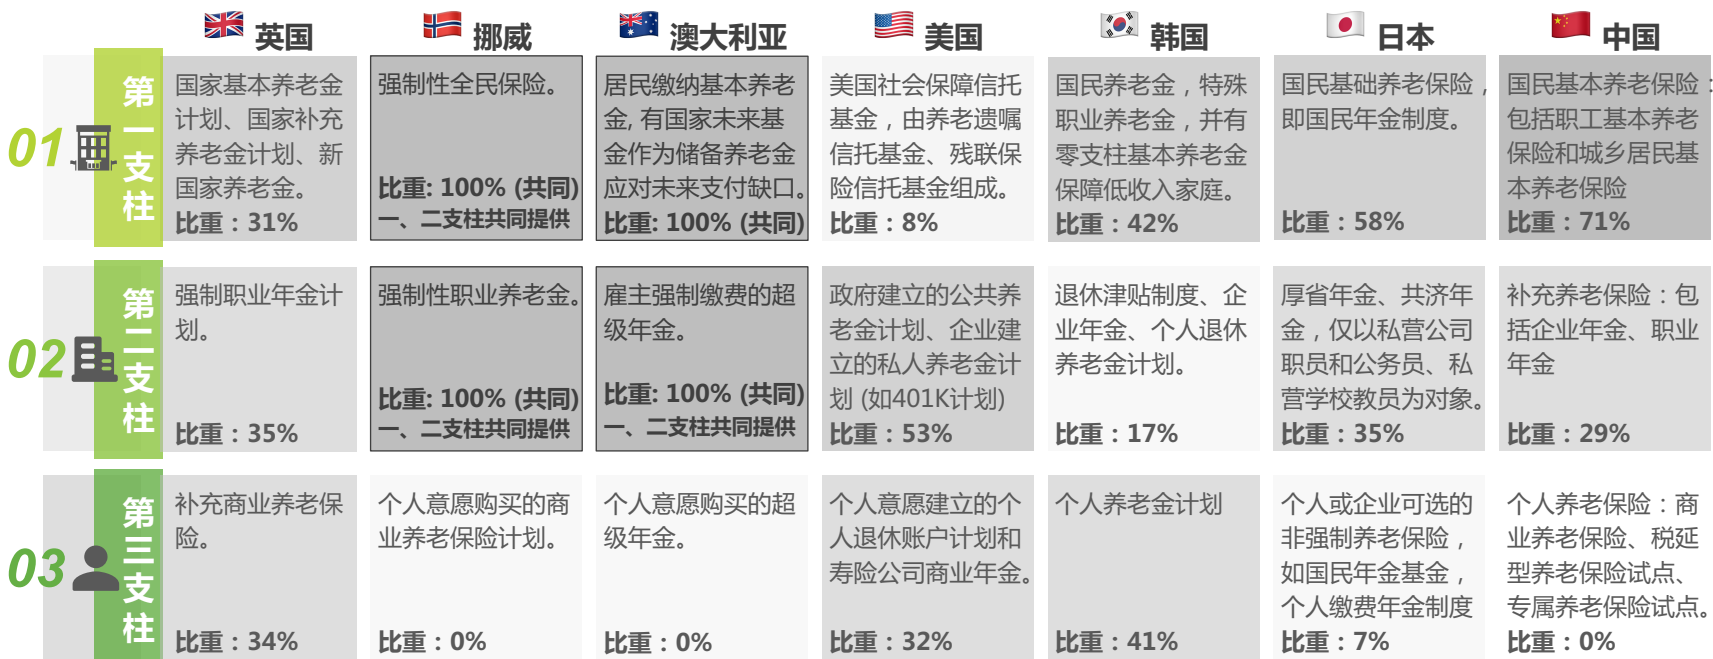 英国 挪威 澳大利亚 美国 韩国 日本 中国
01
第一支柱
国家基本养老金
计划、国家补充
养老金计划、新
国家养老金。
比重：31%
强制性全民保险。
比重: 100% (共同)
一、二支柱共同提供
居民缴纳基本养老
金, 有国家未来基
金作为储备养老金
应对未来支付缺口。
比重: 100% (共同)
美国社会保障信托
基金，由养老遗嘱
信托基金、残联保
险信托基金组成。
比重：8%
国民养老金，特殊
职业养老金，并有
零支柱基本养老金
保障低收入家庭。
比重：42%
国民基础养老保险，
即国民年金制度。
比重：58%
国民基本养老保险：
包括职工基本养老
保险和城乡居民基
本养老保险
比重：71%
02
第二支柱
强制职业年金计
划。
比重：35%
强制性职业养老金。
比重: 100% (共同)
一、二支柱共同提供
雇主强制缴费的超
级年金。
比重: 100% (共同)
一、二支柱共同提供
政府建立的公共养
老金计划、企业建
立的私人养老金计
划 (如401K计划)
比重：53%
退休津贴制度、企
业年金、个人退休
养老金计划。
比重：17%
厚省年金、共济年
金，仅以私营公司
职员和公务员、私
营学校教员为对象。
比重：35%
补充养老保险：包
括企业年金、职业
年金
比重：29%
03
第三支柱
补充商业养老保
险。
比重：34%
个人意愿购买的商
业养老保险计划。
比重：0%
个人意愿购买的超
级年金。
比重：0%
个人意愿建立的个
人退休账户计划和
寿险公司商业年金。
比重：32%
个人养老金计划
比重：41%
个人或企业可选的
非强制养老保险，
如国民年金基金，
个人缴费年金制度
比重：7%
个人养老保险：商
业养老保险、税延
型养老保险试点、
专属养老保险试点。
比重：0%